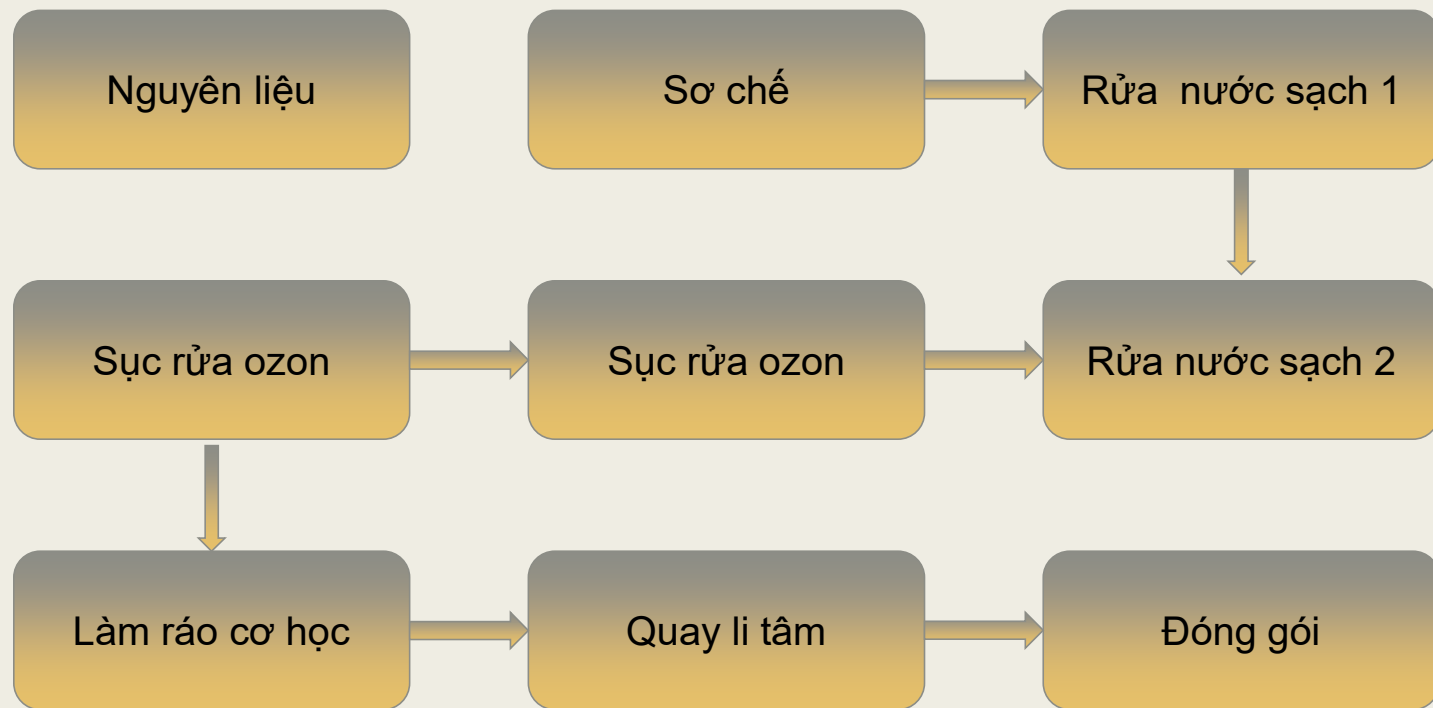 Nguyên liệu
Sơ chế
Rửa  nước sạch 1
Sục rửa ozon
Sục rửa ozon
Rửa nước sạch 2
Làm ráo cơ học
Quay li tâm
Đóng gói